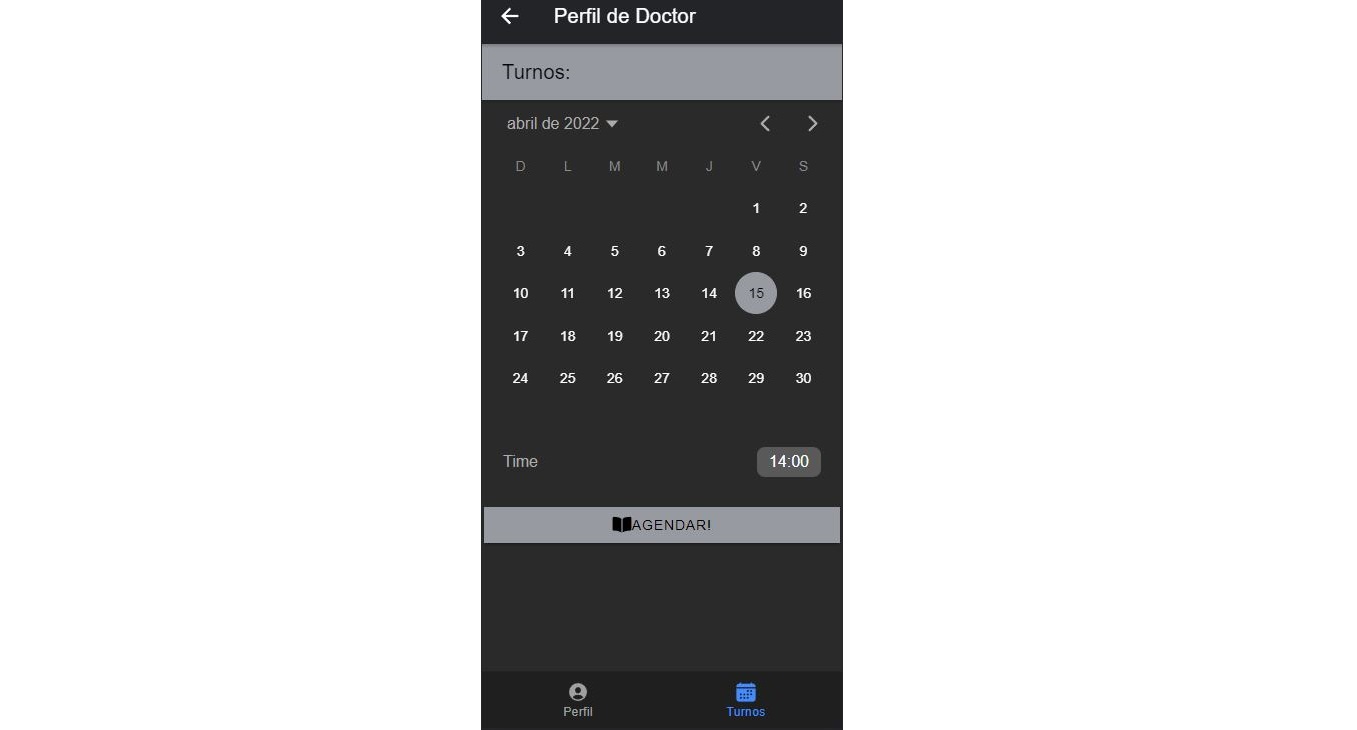 Perfil de Doctor
Turnos:
abril de 2022
D L M M J V S
1 2
3 4 5 6 7 8 9
10 11 12 13 14 15 16
17 18 19 20 21 22 23
24 25 26 27 28 29 30
Time 14:00
AGENDAR!
Perfil Turnos